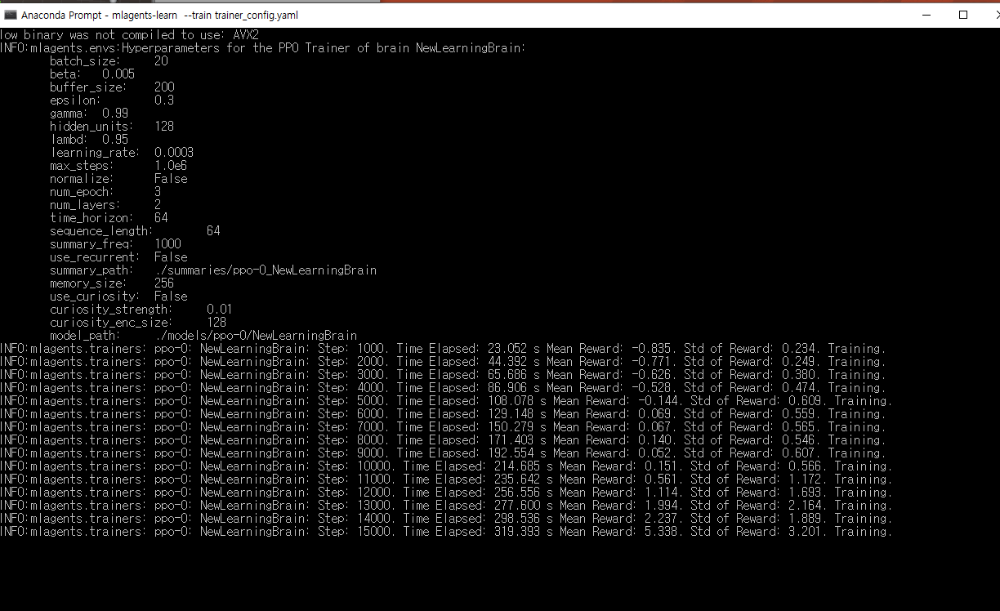 Anaconda Prompt - mlagents-learn --train trainer_config.yaml
low binary was not compiled to use: AVX2
INFO:mlagents.envs:Hyperparameters for the PPO Trainer of brain NewLearningBrain:
batch_size: 20
beta: 0.005
buffer_size: 200
epsilon: 0.3
gamma: 0.99
hidden_units: 128
lambd: 0.95
learning_rate: 0.0003
max_steps: 1.0e6
normalize: False
num_epoch: 3
num_layers: 2
time_horizon: 64
sequence_length: 64
summary_freq: 1000
use_recurrent: False
summary_path: ./summaries/ppo-0_NewLearningBrain
memory_size: 256
use_curiosity: False
curiosity_strength: 0.01
curiosity_enc_size: 128
model_path: ./models/ppo-0/NewLearningBrain
INFO:mlagents.trainers: ppo-0: NewLearningBrain: Step: 1000. Time Elapsed: 23.052 s Mean Reward: -0.835. Std of Reward: 0.234. Training.
INFO:mlagents.trainers: ppo-0: NewLearningBrain: Step: 2000. Time Elapsed: 44.392 s Mean Reward: -0.771. Std of Reward: 0.249. Training.
INFO:mlagents.trainers: ppo-0: NewLearningBrain: Step: 3000. Time Elapsed: 65.686 s Mean Reward: -0.626. Std of Reward: 0.380. Training.
INFO:mlagents.trainers: ppo-0: NewLearningBrain: Step: 4000. Time Elapsed: 86.906 s Mean Reward: -0.528. Std of Reward: 0.474. Training.
INFO:mlagents.trainers: ppo-0: NewLearningBrain: Step: 5000. Time Elapsed: 108.078 s Mean Reward: -0.144. Std of Reward: 0.609. Training.
INFO:mlagents.trainers: ppo-0: NewLearningBrain: Step: 6000. Time Elapsed: 129.148 s Mean Reward: 0.069. Std of Reward: 0.559. Training.
INFO:mlagents.trainers: ppo-0: NewLearningBrain: Step: 7000. Time Elapsed: 150.279 s Mean Reward: 0.067. Std of Reward: 0.565. Training.
INFO:mlagents.trainers: ppo-0: NewLearningBrain: Step: 8000. Time Elapsed: 171.403 s Mean Reward: 0.140. Std of Reward: 0.546. Training.
INFO:mlagents.trainers: ppo-0: NewLearningBrain: Step: 9000. Time Elapsed: 192.554 s Mean Reward: 0.052. Std of Reward: 0.607. Training.
INFO:mlagents.trainers: ppo-0: NewLearningBrain: Step: 10000. Time Elapsed: 214.685 s Mean Reward: 0.151. Std of Reward: 0.566. Training.
INFO:mlagents.trainers: ppo-0: NewLearningBrain: Step: 11000. Time Elapsed: 235.642 s Mean Reward: 0.561. Std of Reward: 1.172. Training.
INFO:mlagents.trainers: ppo-0: NewLearningBrain: Step: 12000. Time Elapsed: 256.556 s Mean Reward: 1.114. Std of Reward: 1.693. Training.
INFO:mlagents.trainers: ppo-0: NewLearningBrain: Step: 13000. Time Elapsed: 277.600 s Mean Reward: 1.994. Std of Reward: 2.164. Training.
INFO:mlagents.trainers: ppo-0: NewLearningBrain: Step: 14000. Time Elapsed: 298.536 s Mean Reward: 2.237. Std of Reward: 1.889. Training.
INFO:mlagents.trainers: ppo-0: NewLearningBrain: Step: 15000. Time Elapsed: 319.393 s Mean Reward: 5.338. Std of Reward: 3.201. Training.